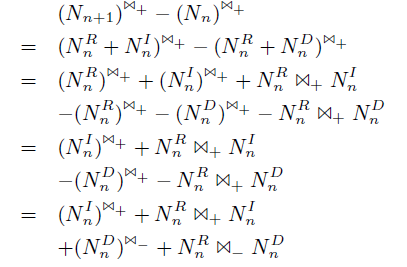 (N_{n+1})^{⋈_+} − (N_n)^{⋈_+}
= (N_n^R + N_n^I)^{⋈_+} − (N_n^R + N_n^D)^{⋈_+}
= (N_n^R)^{⋈_+} + (N_n^I)^{⋈_+} + N_n^R ⋈_+ N_n^I
−(N_n^R)^{⋈_+} − (N_n^D)^{⋈_+} − N_n^R ⋈_+ N_n^D
= (N_n^I)^{⋈_+} + N_n^R ⋈_+ N_n^I
−(N_n^D)^{⋈_+} − N_n^R ⋈_+ N_n^D
= (N_n^I)^{⋈_+} + N_n^R ⋈_+ N_n^I
+(N_n^D)^{⋈_−} + N_n^R ⋈_− N_n^D